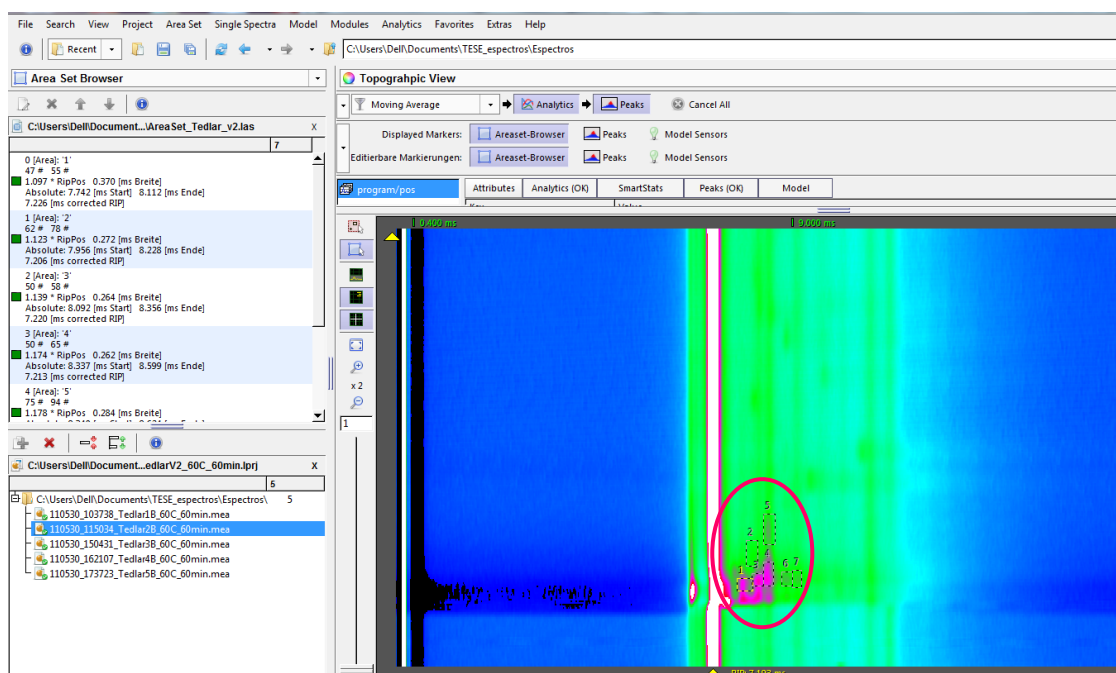 File Search View Project Area Set Single Spectra Model Modules Analytics Favorites Extras Help
Recent C:\Users\Dell\Documents\TESE_espectros\Espectros
Area Set Browser
C:\Users\Dell\Document...\AreaSet_Tedlar_v2.las X
7
0 [Area]: '1'
47 # 55 #
1.097 * RipPos 0.370 [ms Breite]
Absolute: 7.742 [ms Start] 8.112 [ms Ende]
7.226 [ms corrected RIP]
1 [Area]: '2'
62 # 78 #
1.123 * RipPos 0.272 [ms Breite]
Absolute: 7.956 [ms Start] 8.228 [ms Ende]
7.206 [ms corrected RIP]
2 [Area]: '3'
50 # 58 #
1.139 * RipPos 0.264 [ms Breite]
Absolute: 8.092 [ms Start] 8.356 [ms Ende]
7.220 [ms corrected RIP]
3 [Area]: '4'
50 # 65 #
1.174 * RipPos 0.262 [ms Breite]
Absolute: 8.337 [ms Start] 8.599 [ms Ende]
7.213 [ms corrected RIP]
4 [Area]: '5'
75 # 94 #
1.178 * RipPos 0.284 [ms Breite]
C:\Users\Dell\Document...edlarV2_60C_60min.lprj X
5
C:\Users\Dell\Documents\TESE_espectros\Espectros\ 5
110530_103738_Tedlar1B_60C_60min.mea
110530_115034_Tedlar2B_60C_60min.mea
110530_150431_Tedlar3B_60C_60min.mea
110530_162107_Tedlar4B_60C_60min.mea
110530_173723_Tedlar5B_60C_60min.mea
Topograhpic View
Moving Average Analytics Peaks Cancel All
Displayed Markers: Areaset-Browser Peaks Model Sensors
Editierbare Markierungen: Areaset-Browser Peaks Model Sensors
program/pos Attributes Analytics (OK) SmartStats Peaks (OK) Model
0.400 ms 9.000 ms
x 2
1
5
2
4
3
1
6 7
RIP: 7.193 ms